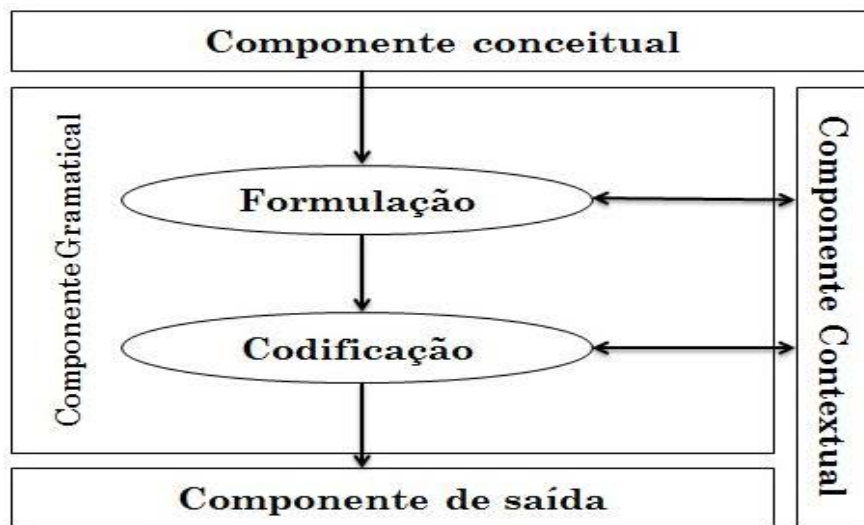 Componente conceitual
Componente Gramatical
Formulação
Codificação
Componente Contextual
Componente de saída